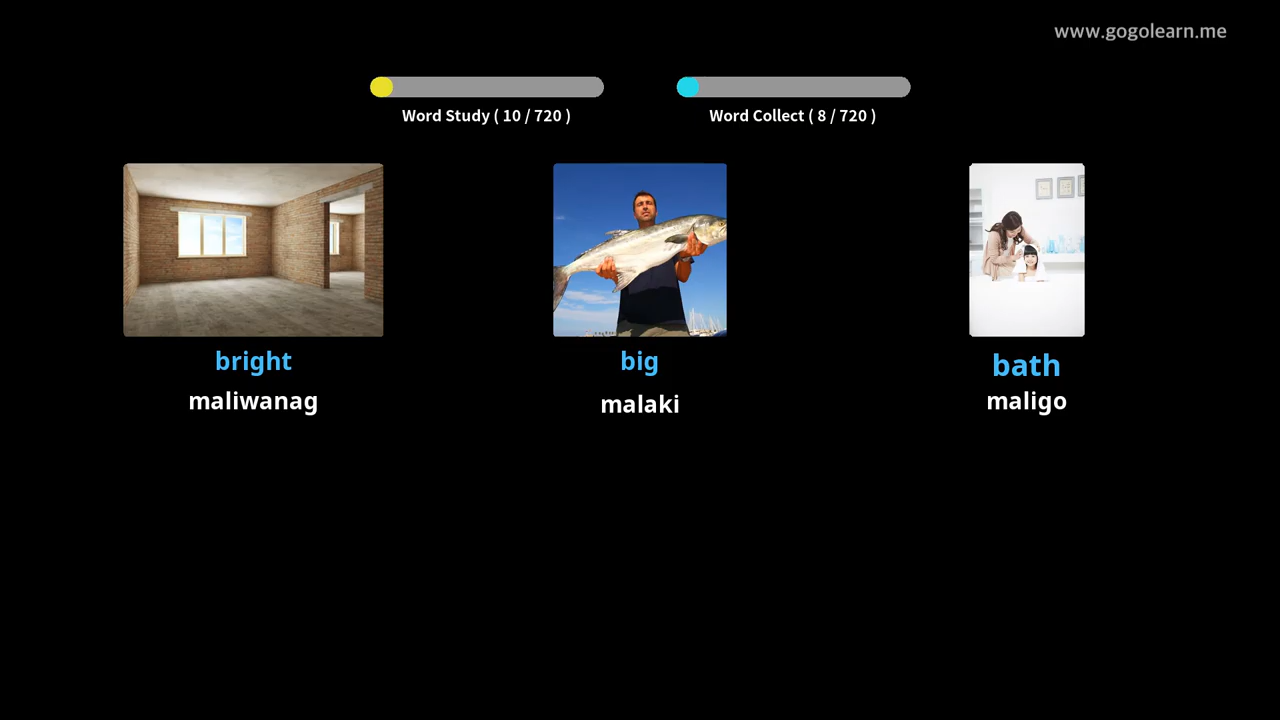 www.gogolearn.me
Word Study ( 10 / 720 )
Word Collect ( 8 / 720 )
bright
maliwanag
big
malaki
bath
maligo